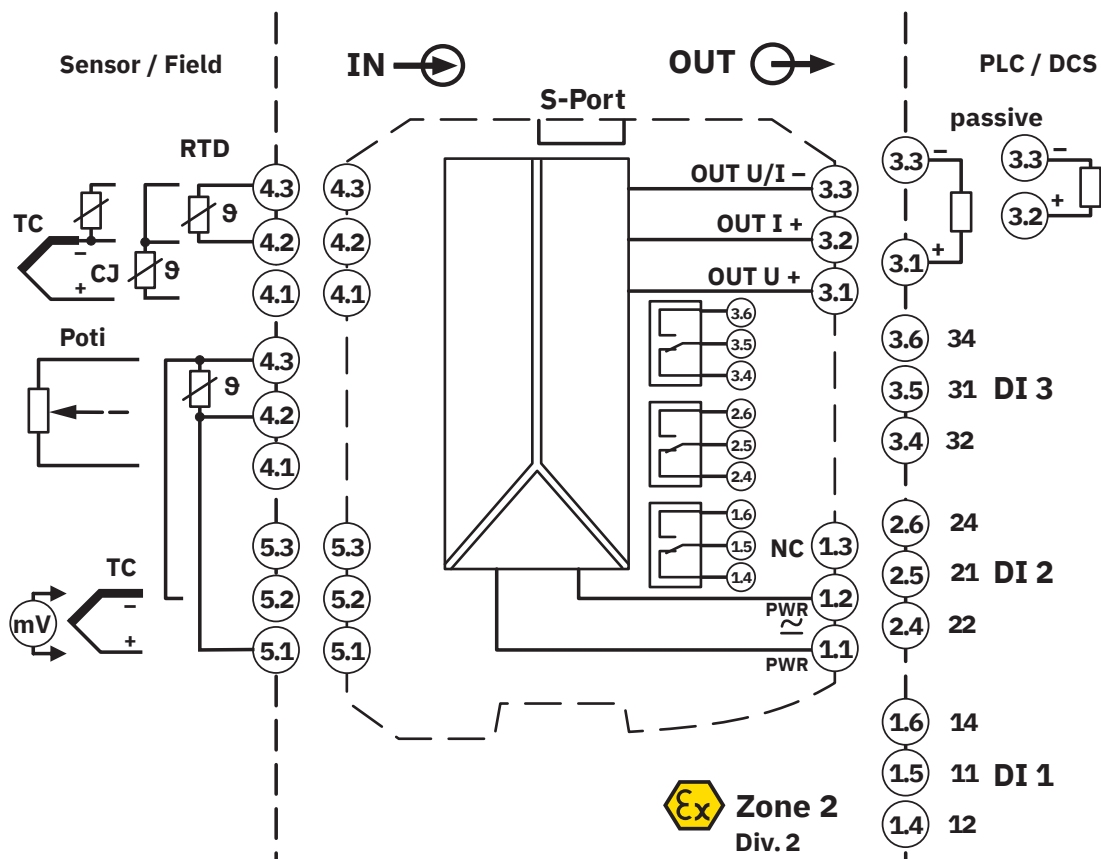 Sensor / Field
IN
OUT
PLC / DCS
S-Port
passive
RTD
TC
ϑ
–
CJ
ϑ
+
4.3
4.2
4.1
Poti
ϑ
4.3
4.2
4.1
TC
mV
–
+
5.3
5.2
5.1
4.3
4.2
4.1
5.3
5.2
5.1
OUT U/I – 3.3
OUT I + 3.2
OUT U + 3.1
3.6
3.5
3.4
2.6
2.5
2.4
1.6
1.5
1.4
NC 1.3
PWR 1.2
≂
PWR 1.1
3.3 –
3.1 +
3.3 –
3.2 +
3.6 34
3.5 31 DI 3
3.4 32
2.6 24
2.5 21 DI 2
2.4 22
1.6 14
1.5 11 DI 1
1.4 12
Ex Zone 2
Div. 2